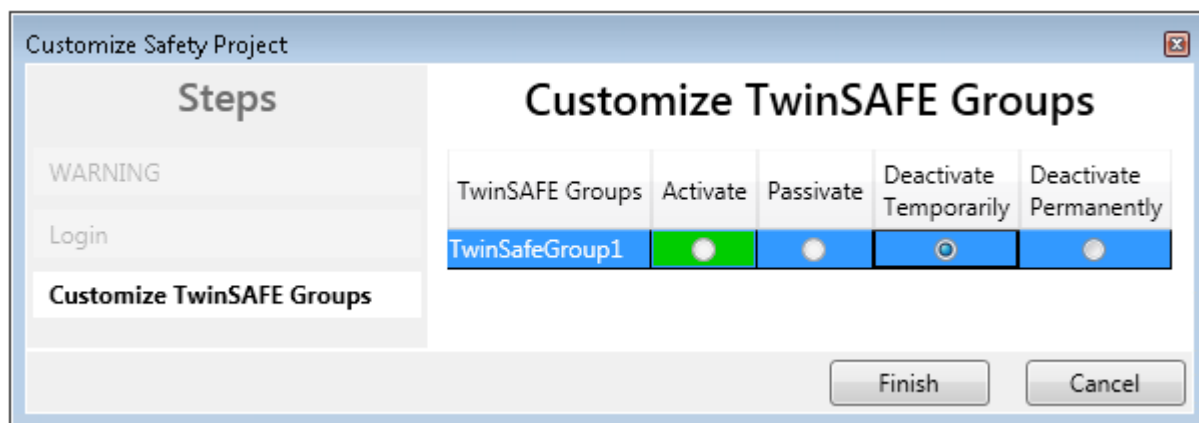 Customize Safety Project
Steps
WARNING
Login
Customize TwinSAFE Groups
Customize TwinSAFE Groups
TwinSAFE Groups Activate Passivate Deactivate Temporarily Deactivate Permanently
TwinSafeGroup1
Finish Cancel